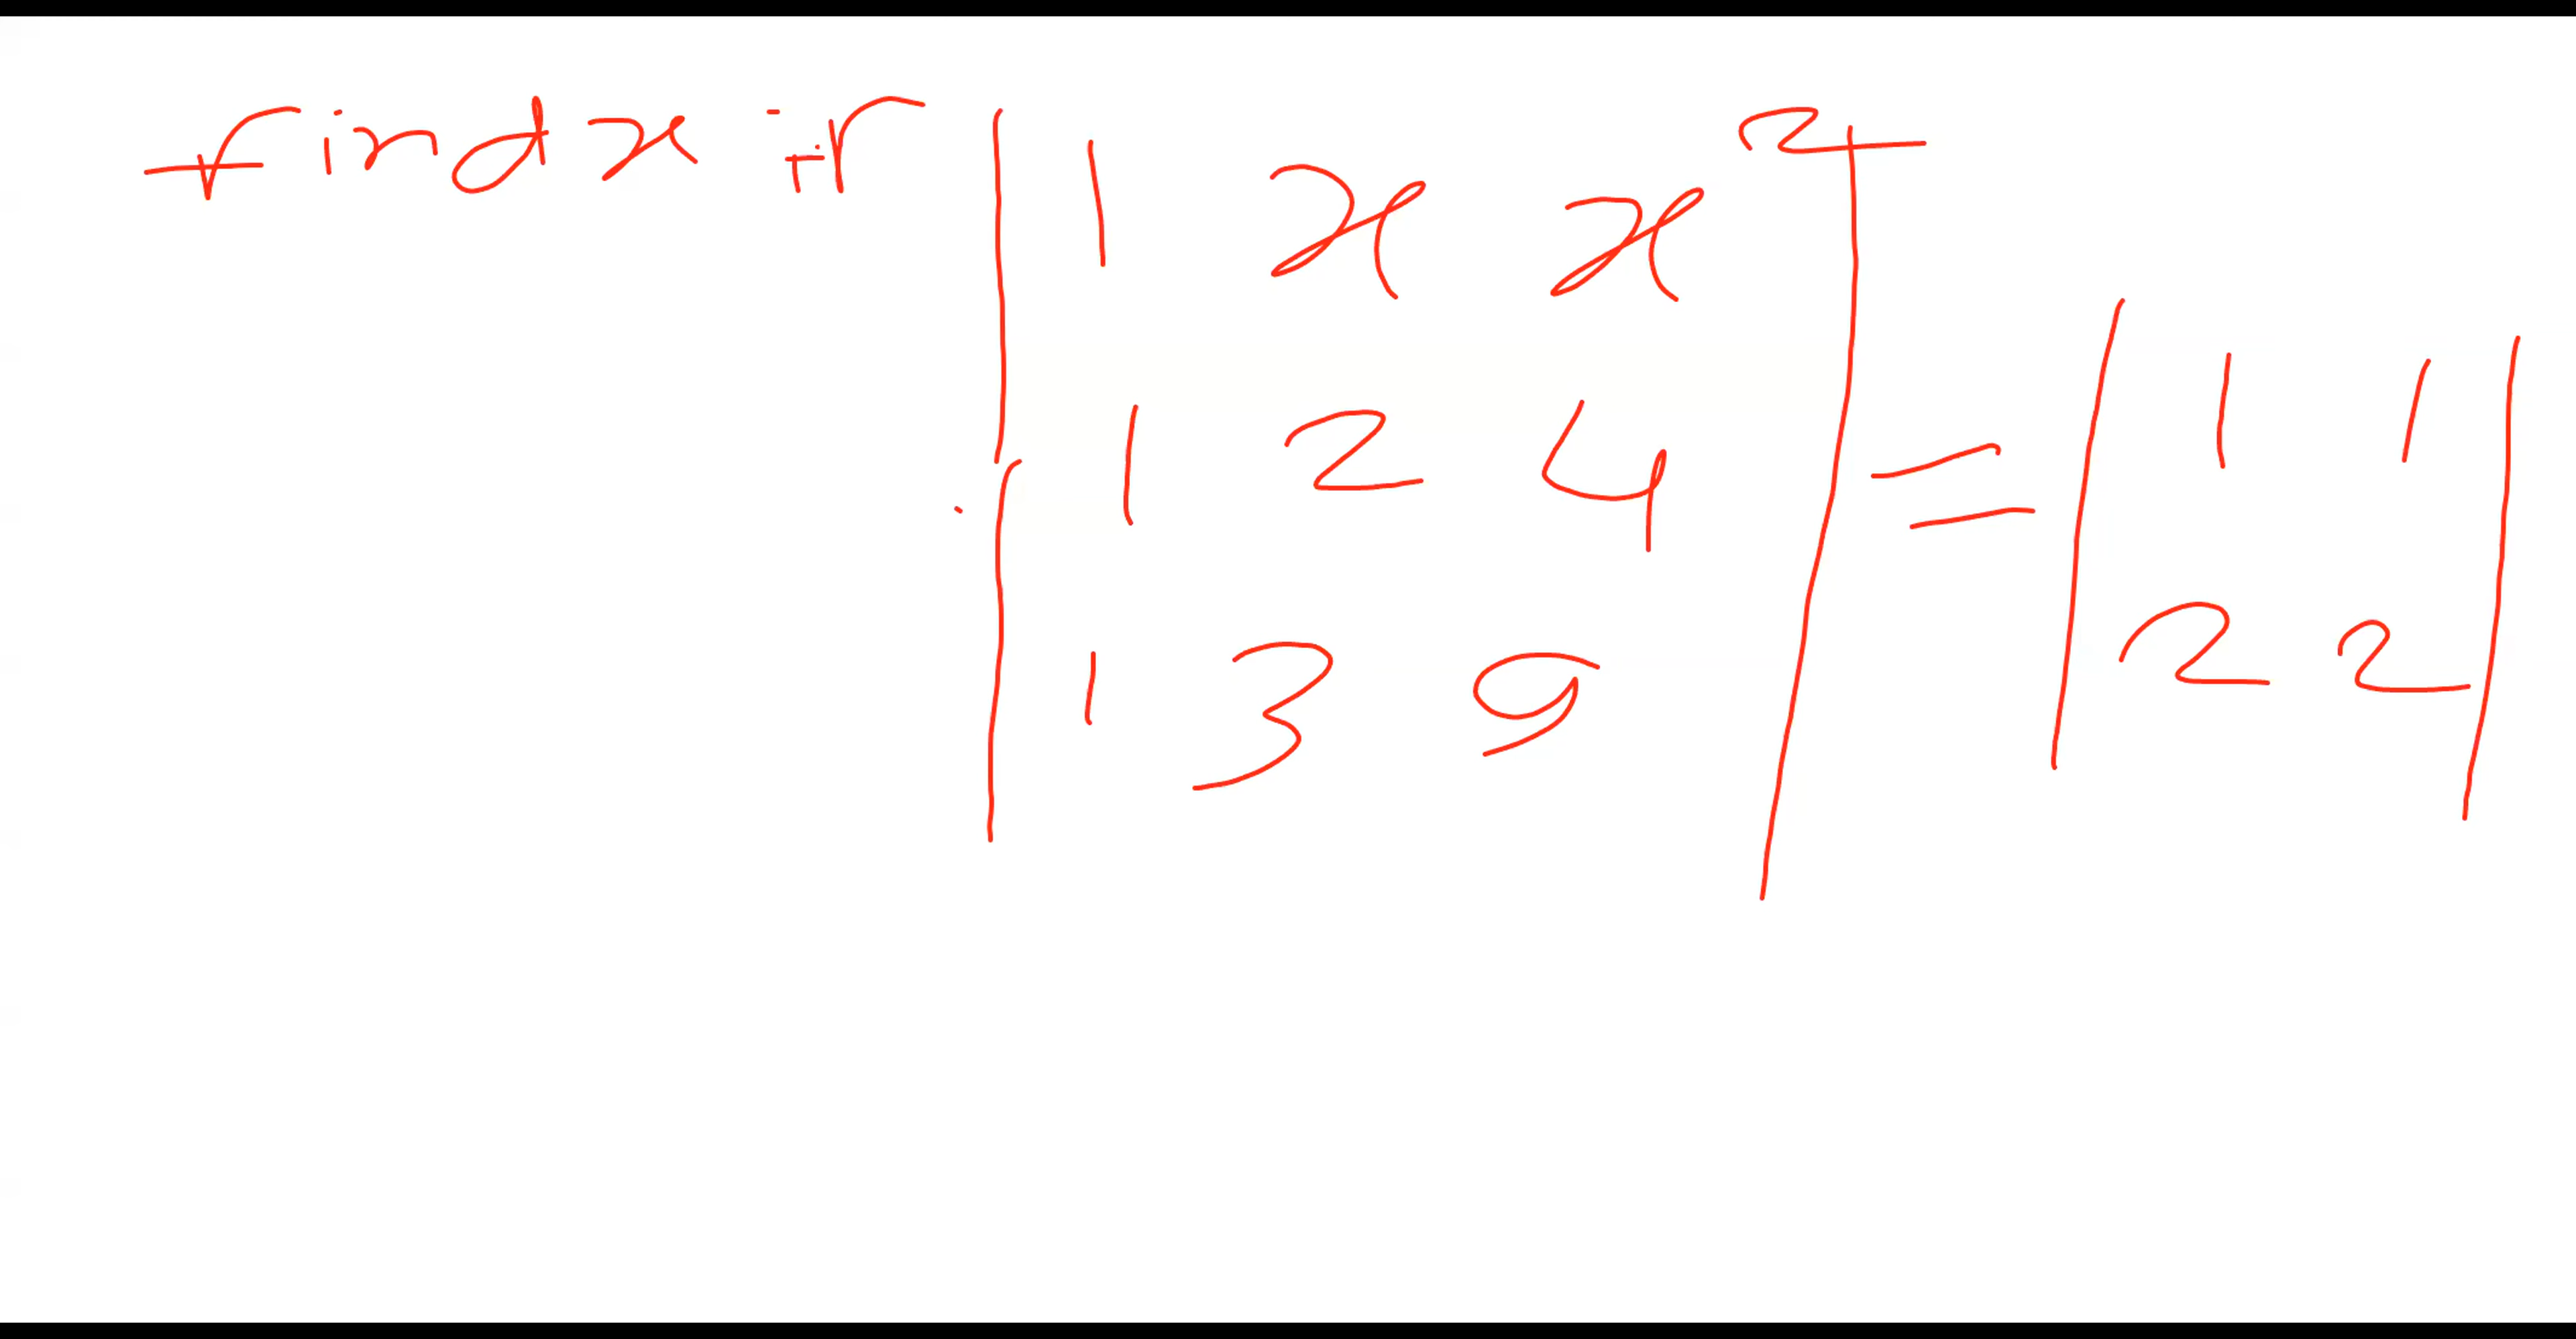 find x if | 1 x x² |
| 1 2 4 | = | 1 1 |
| 1 3 9 | | 2 2 |